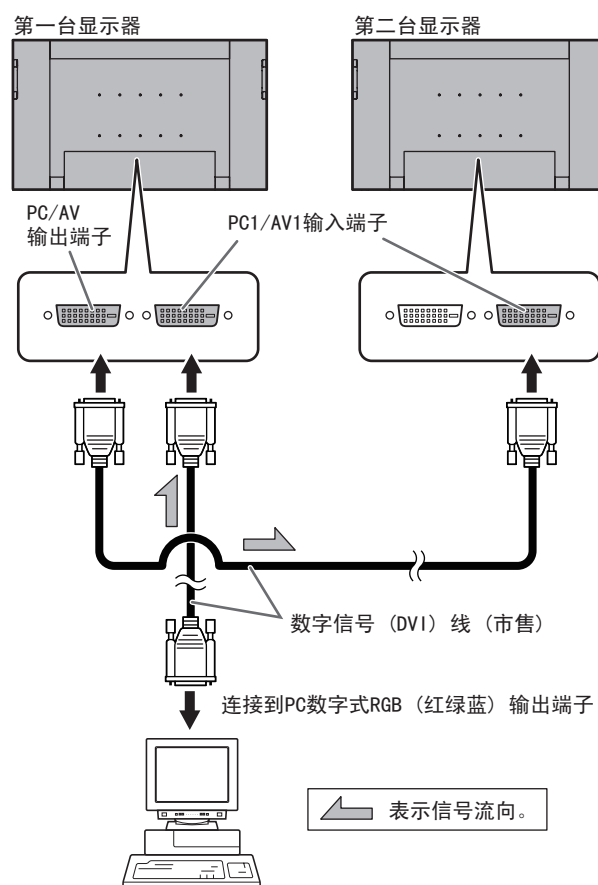 第一台显示器
第二台显示器
PC/AV
输出端子
PC1/AV1输入端子
数字信号 (DVI) 线 (市售)
连接到PC数字式RGB (红绿蓝) 输出端子
表示信号流向。